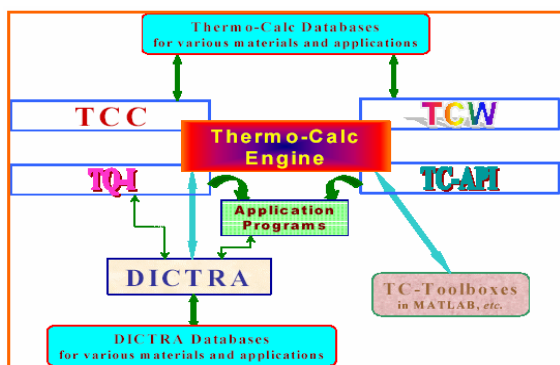 Thermo-Calc Databases
for various materials and applications
TCC
TCW
Thermo-Calc
Engine
TQ-I
TC-API
Application
Programs
DICTRA
TC-Toolboxes
in MATLAB, etc.
DICTRA Databases
for various materials and applications